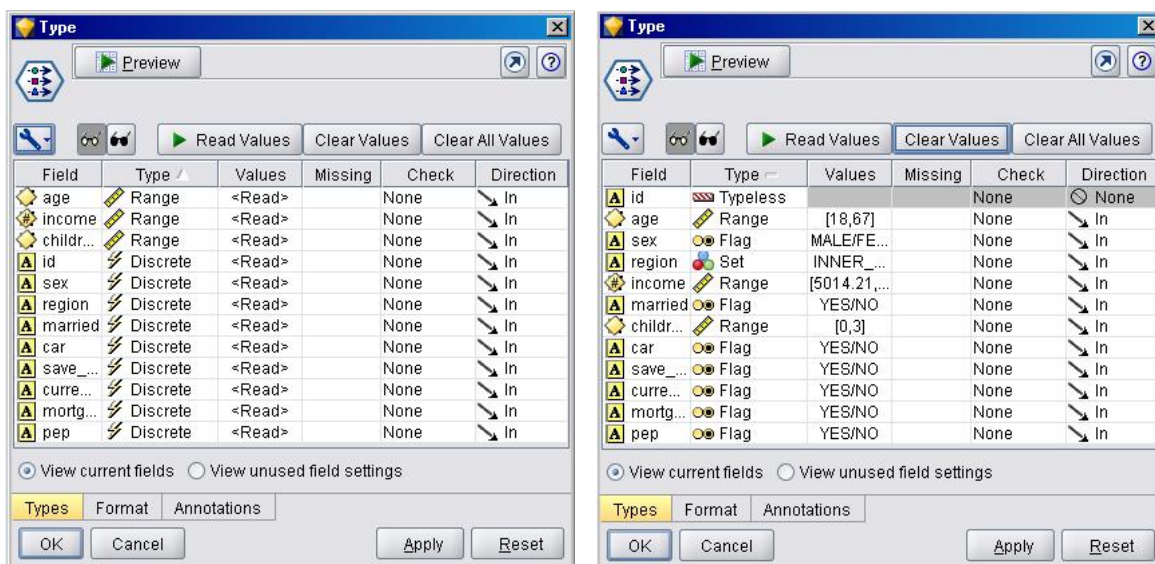 Type
Preview
Read Values Clear Values Clear All Values
Field Type Values Missing Check Direction
age Range <Read> None In
income Range <Read> None In
childr... Range <Read> None In
A id Discrete <Read> None In
A sex Discrete <Read> None In
A region Discrete <Read> None In
A married Discrete <Read> None In
A car Discrete <Read> None In
A save_... Discrete <Read> None In
A curre... Discrete <Read> None In
A mortg... Discrete <Read> None In
A pep Discrete <Read> None In
View current fields View unused field settings
Types Format Annotations
OK Cancel Apply Reset
Type
Preview
Read Values Clear Values Clear All Values
Field Type Values Missing Check Direction
A id Typeless None None
age Range [18,67] None In
A sex Flag MALE/FE... None In
A region Set INNER_... None In
# income Range [5014.21,... None In
A married Flag YES/NO None In
childr... Range [0,3] None In
A car Flag YES/NO None In
A save_... Flag YES/NO None In
A curre... Flag YES/NO None In
A mortg... Flag YES/NO None In
A pep Flag YES/NO None In
View current fields View unused field settings
Types Format Annotations
OK Cancel Apply Reset